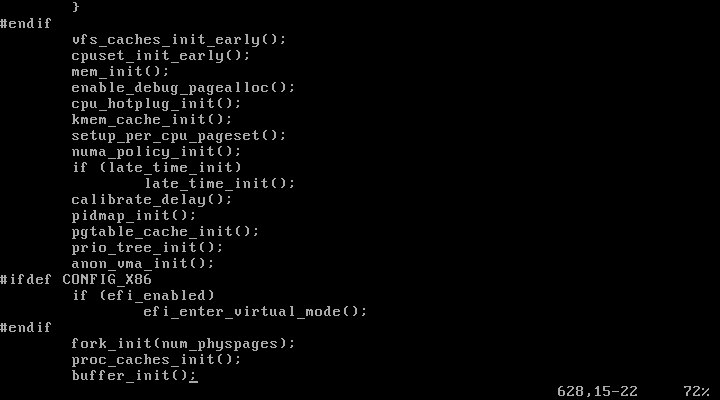 }
#endif
vfs_caches_init_early();
cpuset_init_early();
mem_init();
enable_debug_pagealloc();
cpu_hotplug_init();
kmem_cache_init();
setup_per_cpu_pageset();
numa_policy_init();
if (late_time_init)
late_time_init();
calibrate_delay();
pidmap_init();
pgtable_cache_init();
prio_tree_init();
anon_vma_init();
#ifdef CONFIG_X86
if (efi_enabled)
efi_enter_virtual_mode();
#endif
fork_init(num_physpages);
proc_caches_init();
buffer_init();
628,15-22 72%